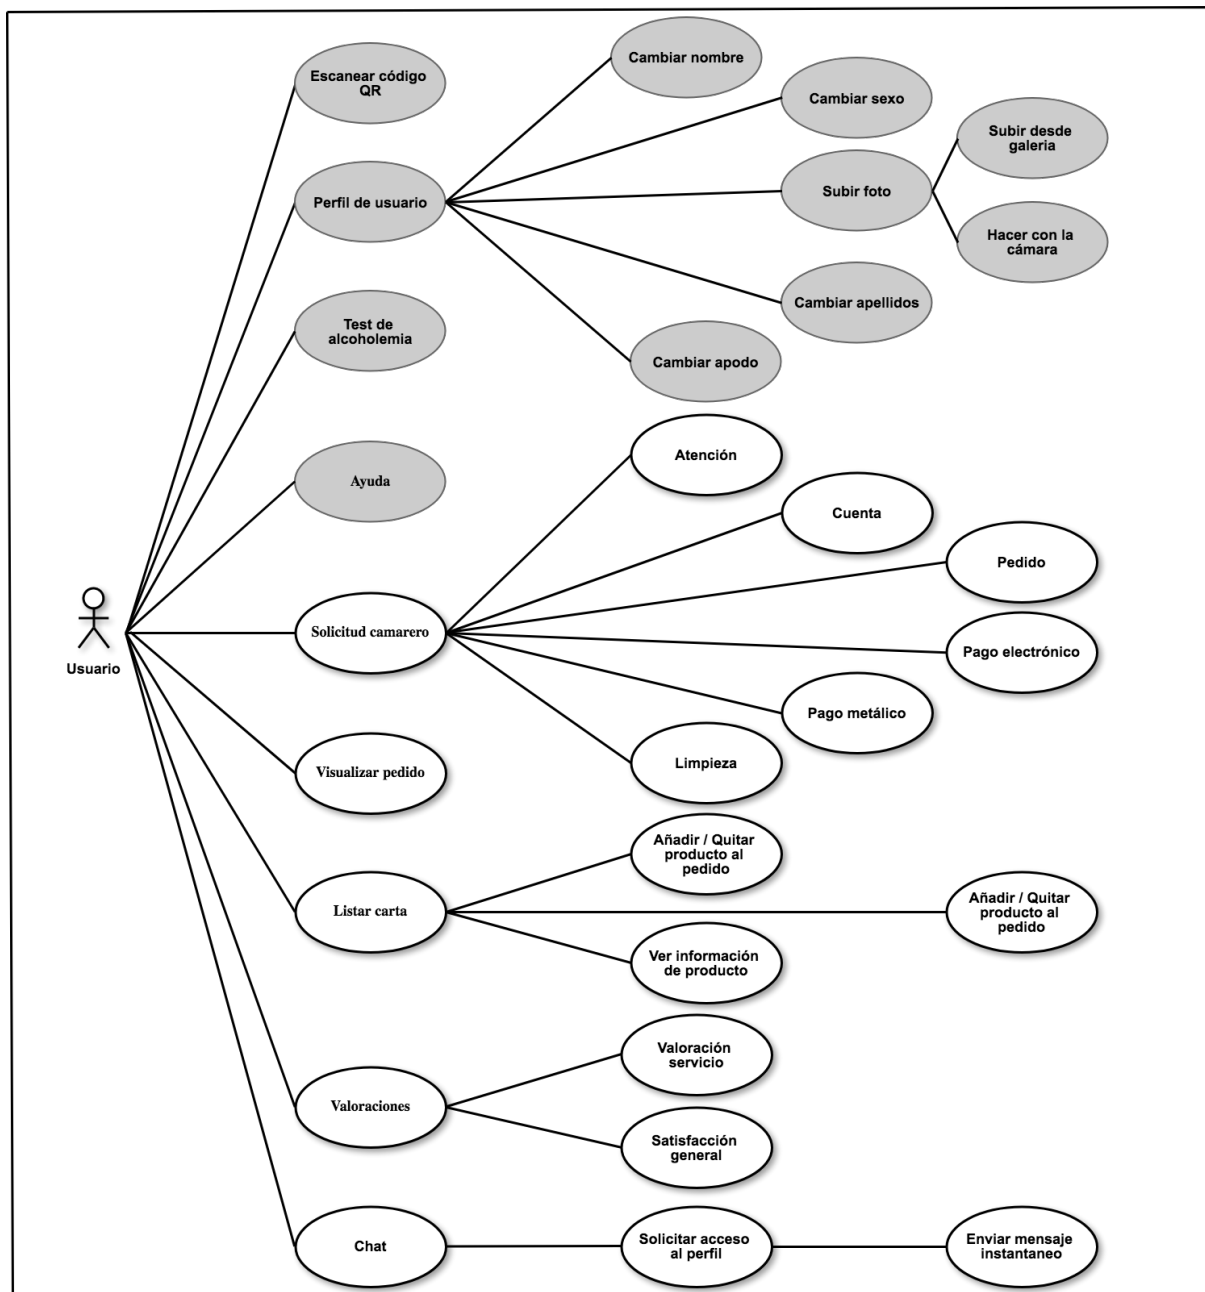 Cambiar nombre
Escanear código
QR
Cambiar sexo
Subir desde
galeria
Perfil de usuario
Subir foto
Hacer con la
cámara
Cambiar apellidos
Test de
alcoholemia
Cambiar apodo
Atención
Ayuda
Cuenta
Pedido
Solicitud camarero
Pago electrónico
Usuario
Pago metálico
Limpieza
Visualizar pedido
Añadir / Quitar
producto al
pedido
Listar carta
Añadir / Quitar
producto al
pedido
Ver información
de producto
Valoración
servicio
Valoraciones
Satisfacción
general
Chat
Solicitar acceso
al perfil
Enviar mensaje
instantaneo